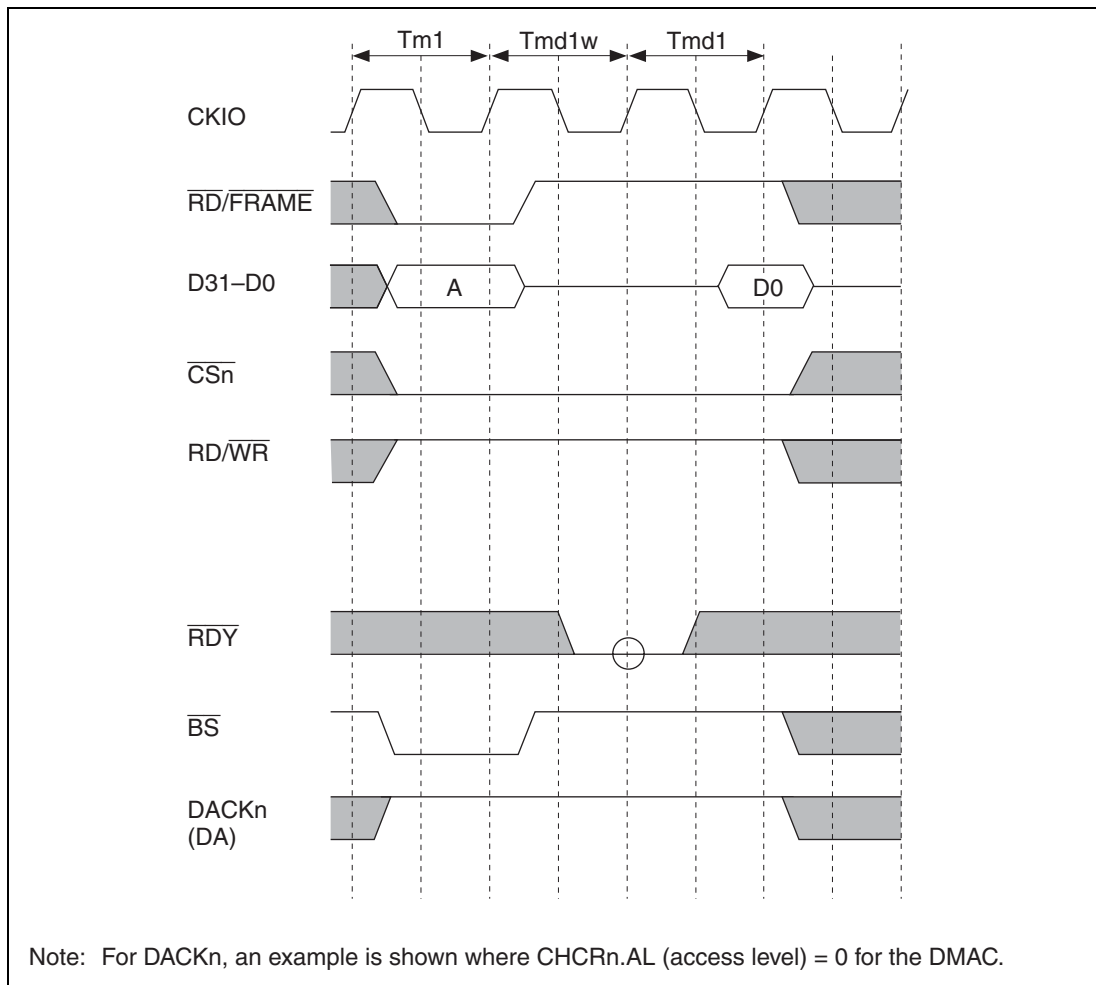 Tm1 Tmd1w Tmd1
CKIO
RD/FRAME
D31–D0 A D0
CSn
RD/WR
RDY
BS
DACKn
(DA)
Note: For DACKn, an example is shown where CHCRn.AL (access level) = 0 for the DMAC.